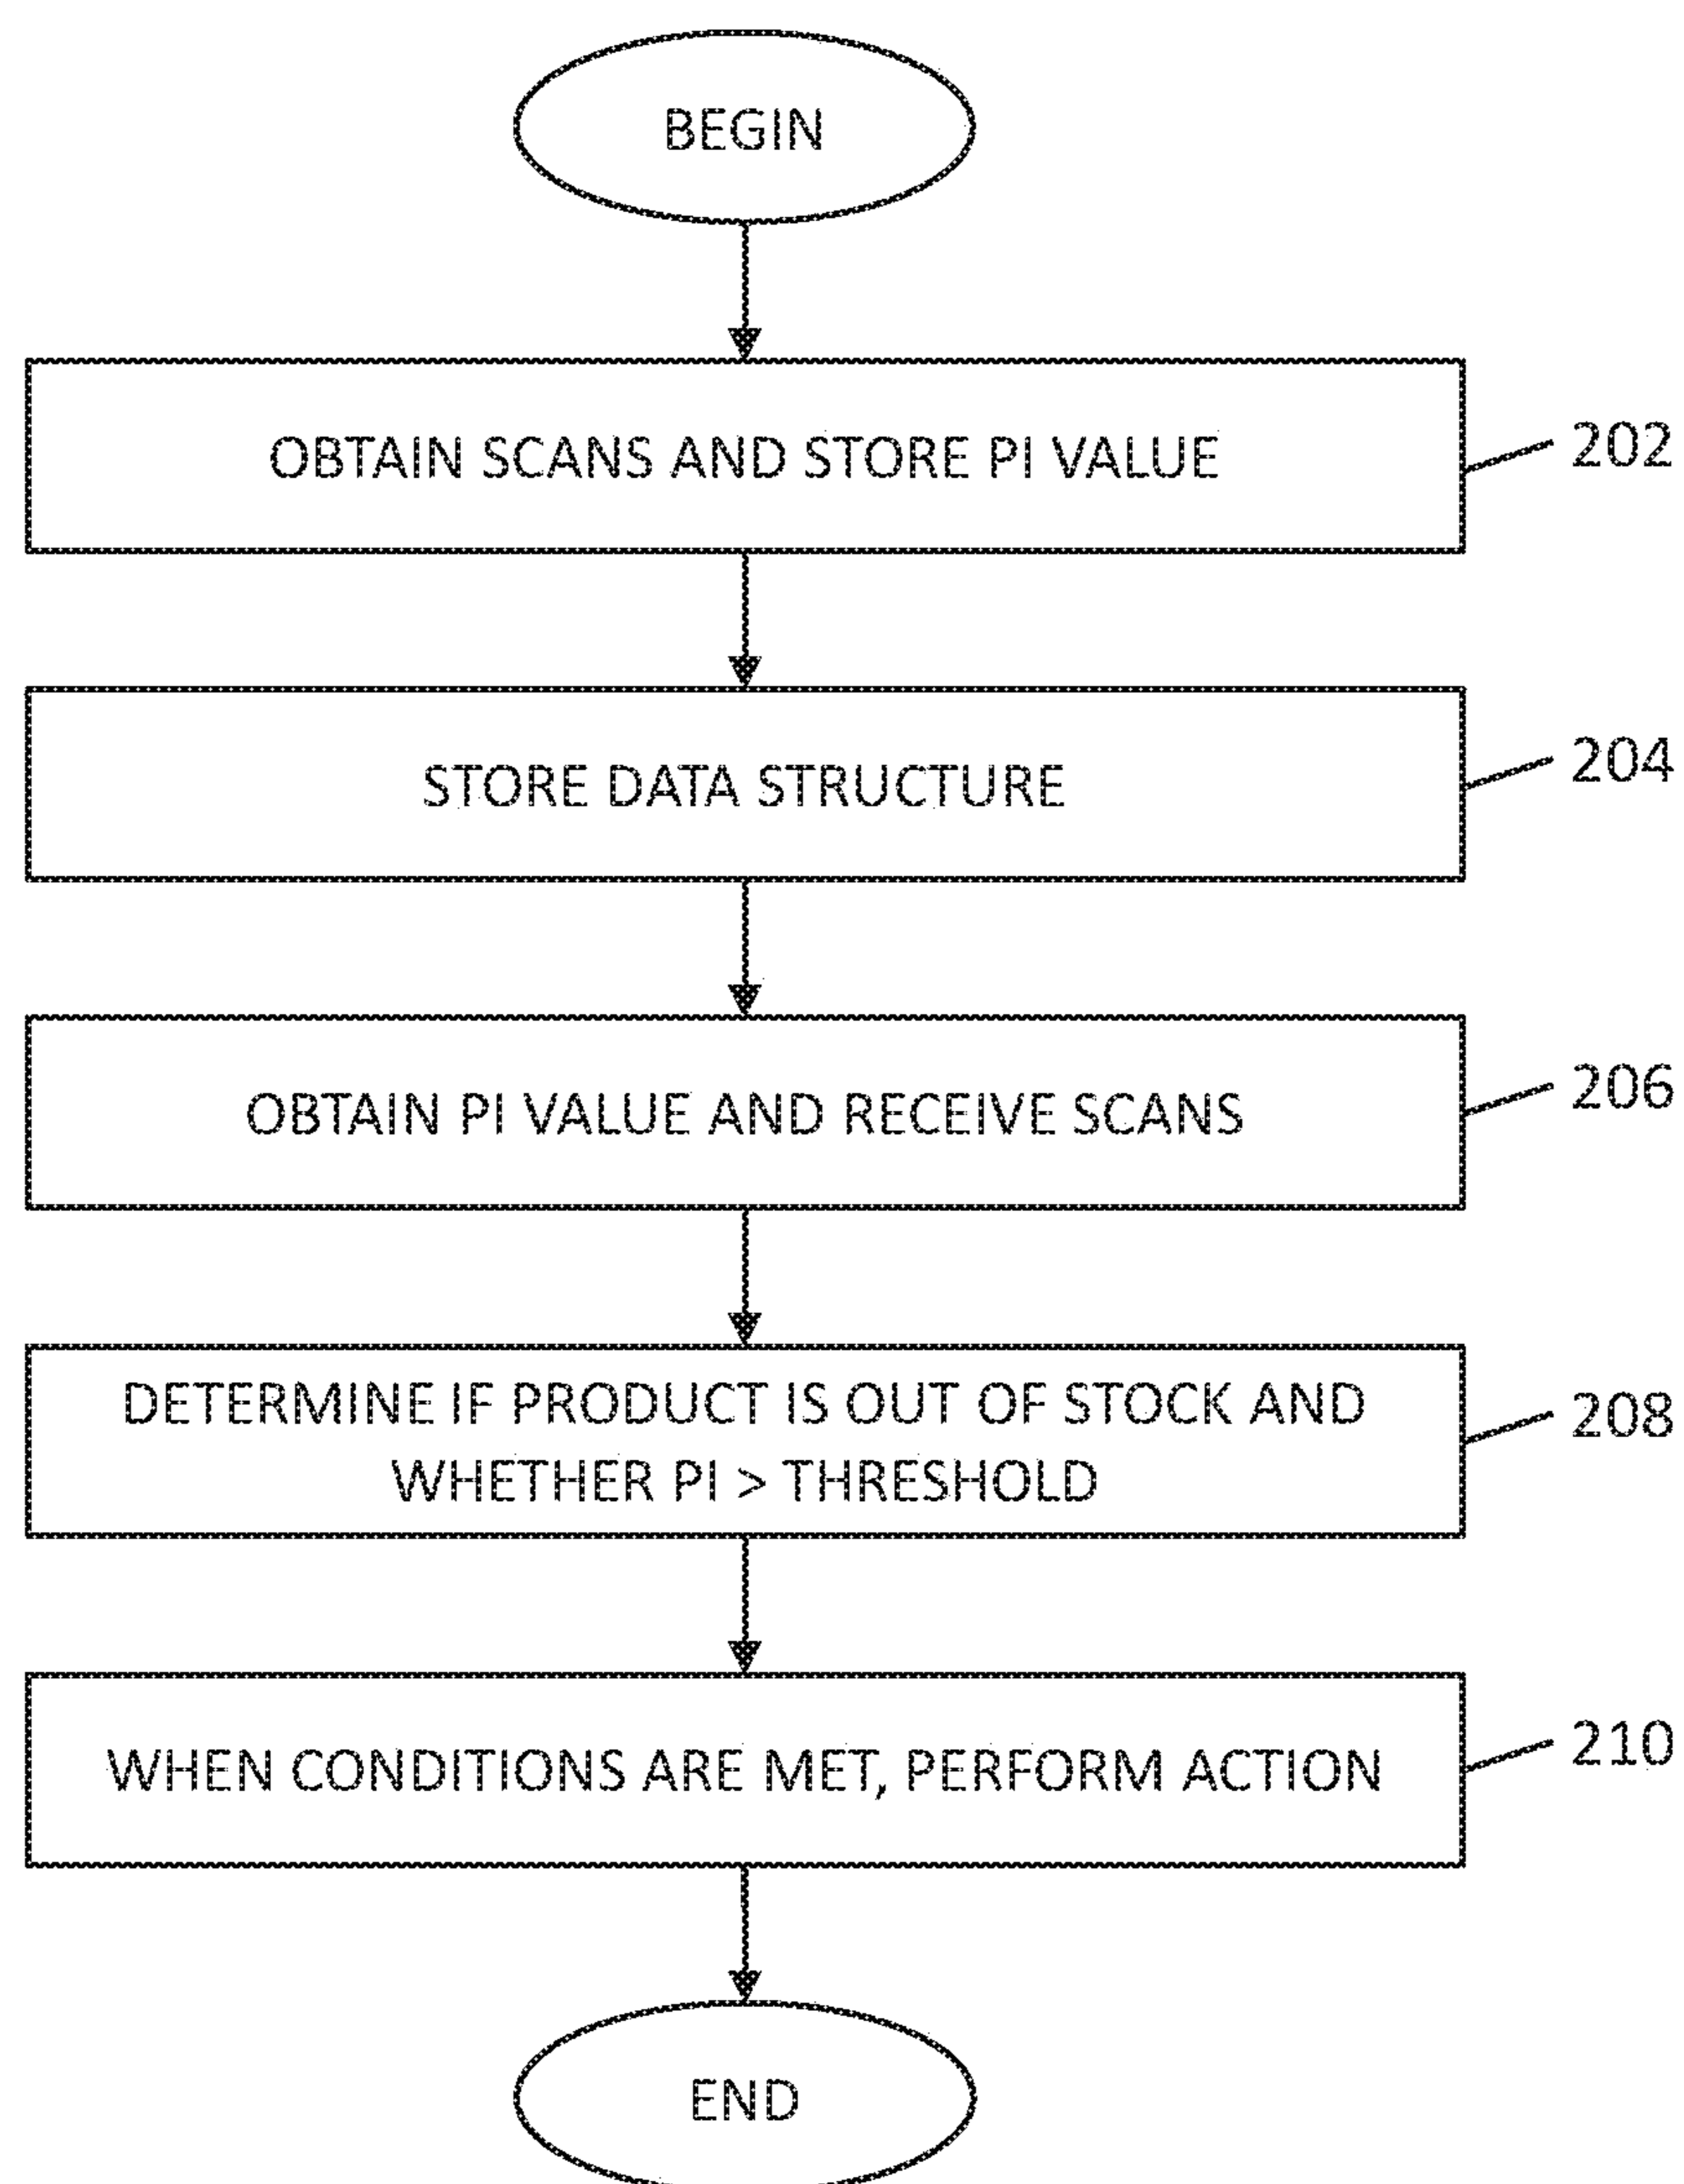 BEGIN
OBTAIN SCANS AND STORE PI VALUE
202
STORE DATA STRUCTURE
204
OBTAIN PI VALUE AND RECEIVE SCANS
206
DETERMINE IF PRODUCT IS OUT OF STOCK AND
WHETHER PI > THRESHOLD
208
WHEN CONDITIONS ARE MET, PERFORM ACTION
210
END